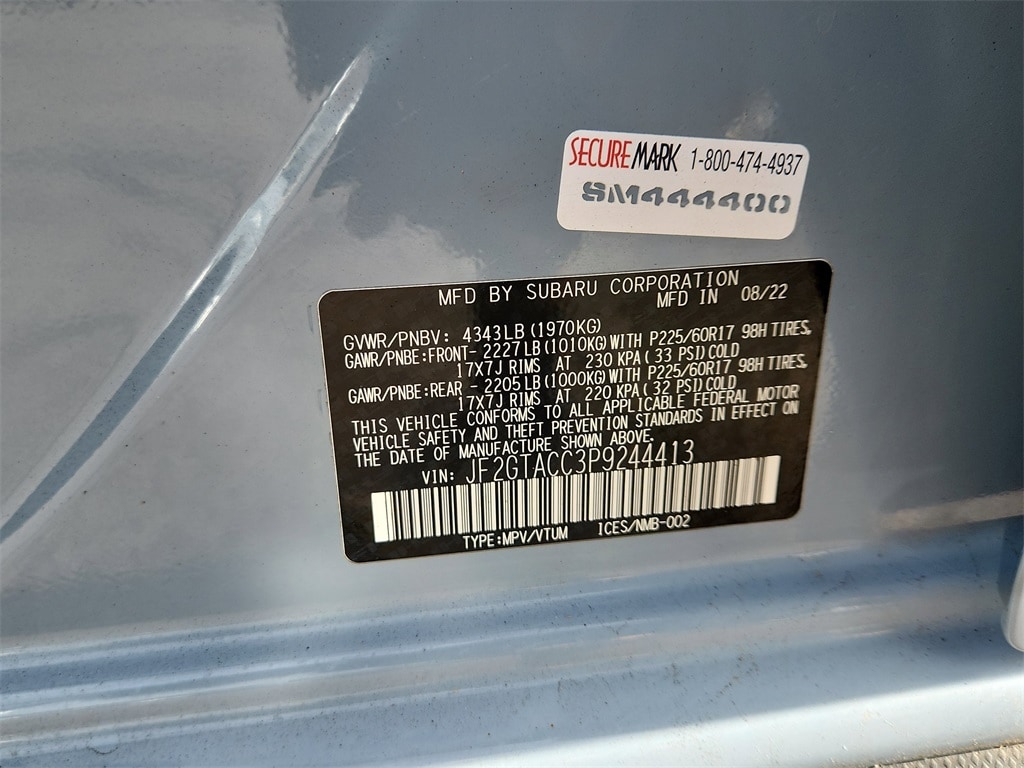 SECUREMARK 1-800-474-4937
SM444400
MFD BY SUBARU CORPORATION
MFD IN 08/22
GVWR/PNBV: 4343LB(1970KG)
GAWR/PNBE:FRONT- 2227LB(1010KG)WITH P225/60R17 98H TIRES,
17X7J RIMS AT 230 KPA(33 PSI)COLD
GAWR/PNBE:REAR - 2205LB(1000KG)WITH P225/60R17 98H TIRES,
17X7J RIMS AT 220 KPA(32 PSI)COLD
THIS VEHICLE CONFORMS TO ALL APPLICABLE FEDERAL MOTOR
VEHICLE SAFETY AND THEFT PREVENTION STANDARDS IN EFFECT ON
THE DATE OF MANUFACTURE SHOWN ABOVE.
VIN: JF2GTACC3P9244413
TYPE:MPV/VTUM ICES/NMB-002